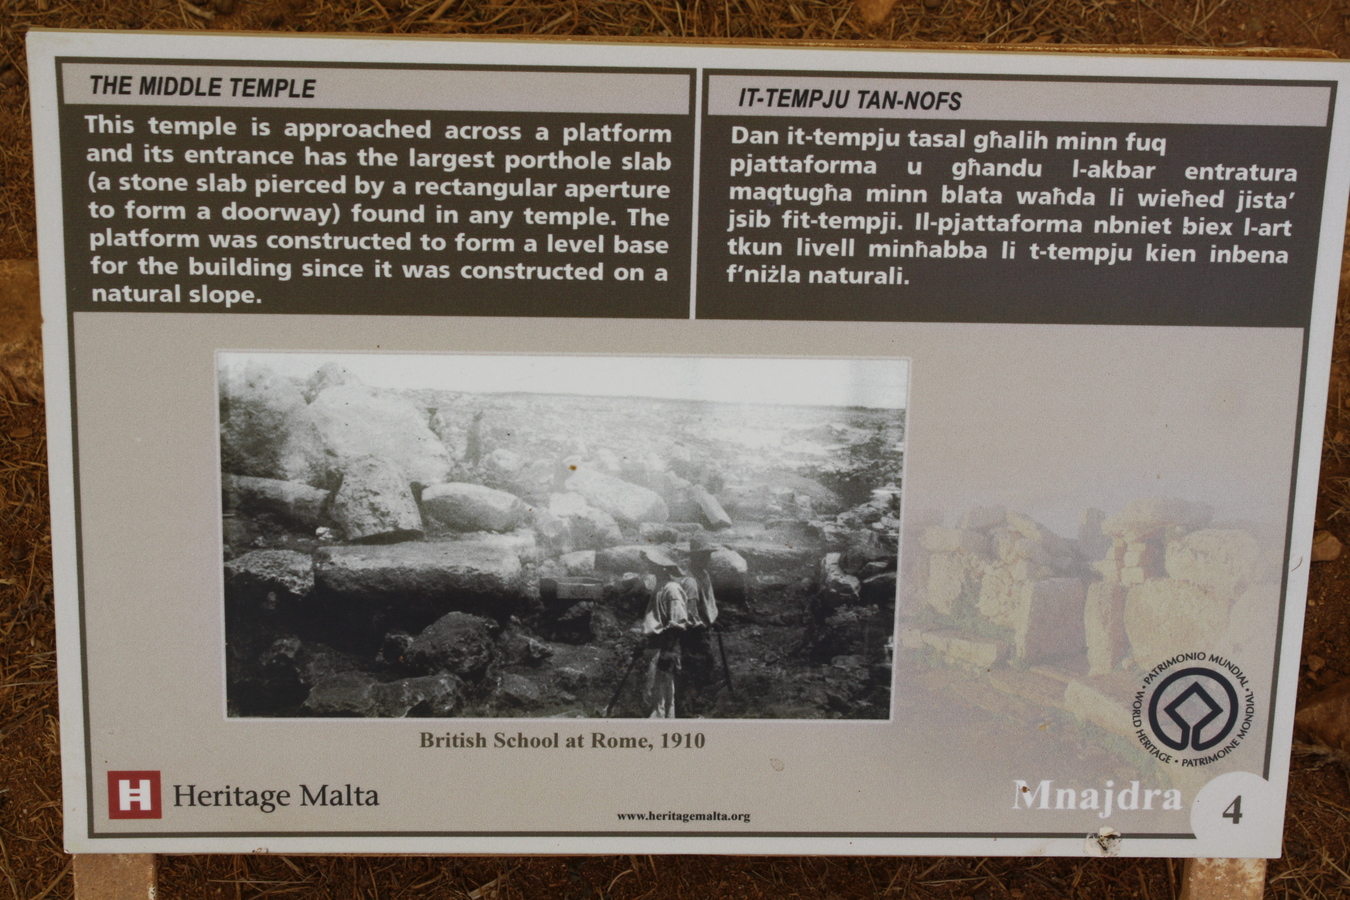 THE MIDDLE TEMPLE
This temple is approached across a platform
and its entrance has the largest porthole slab
(a stone slab pierced by a rectangular aperture
to form a doorway) found in any temple. The
platform was constructed to form a level base
for the building since it was constructed on a
natural slope.
IT-TEMPJU TAN-NOFS
Dan it-tempju tasal għalih minn fuq
pjattaforma u għandu l-akbar entratura
maqtugħa minn blata waħda li wieħed jista'
jsib fit-tempji. Il-pjattaforma nbniet biex l-art
tkun livell minħabba li t-tempju kien inbena
f'niżla naturali.
British School at Rome, 1910
H Heritage Malta
www.heritagemalta.org
PATRIMONIO MUNDIAL • WORLD HERITAGE • PATRIMOINE MONDIAL •
Mnajdra
4